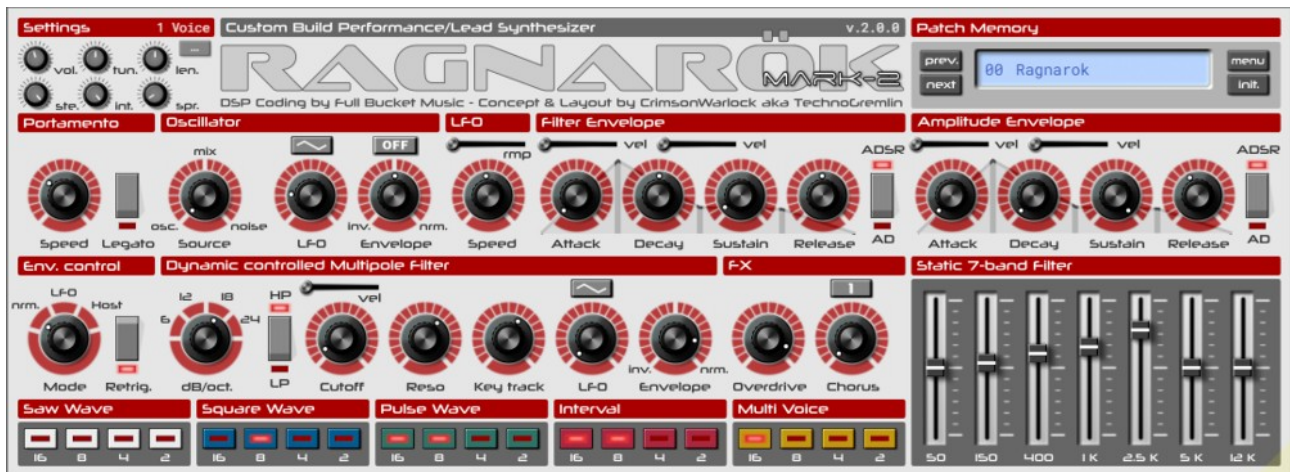 Settings 1 Voice
Custom Build Performance/Lead Synthesizer v.2.0.0
Patch Memory
...
vol. tun. len.
ste. int. spr.
RAGNARÖK
MARK-2
DSP Coding by Full Bucket Music - Concept & Layout by CrimsonWarlock aka TechnoGremlin
prev. menu
00 Ragnarok
next init.
Portamento Oscillator LFO Filter Envelope Amplitude Envelope
mix OFF rmp vel vel ADSR vel vel ADSR
osc. noise inv. nrm.
Speed Legato Source LFO Envelope Speed Attack Decay Sustain Release AD Attack Decay Sustain Release AD
Env. control Dynamic controlled Multipole Filter FX Static 7-band Filter
nrm. LFO Host 6 12 18 24 HP vel 1
inv. nrm.
Mode Retrig. dB/oct. LP Cutoff Reso Key track LFO Envelope Overdrive Chorus
Saw Wave Square Wave Pulse Wave Interval Multi Voice
16 8 4 2 16 8 4 2 16 8 4 2 16 8 4 2 16 8 4 2
50 150 400 1K 2.5 K 5 K 12 K